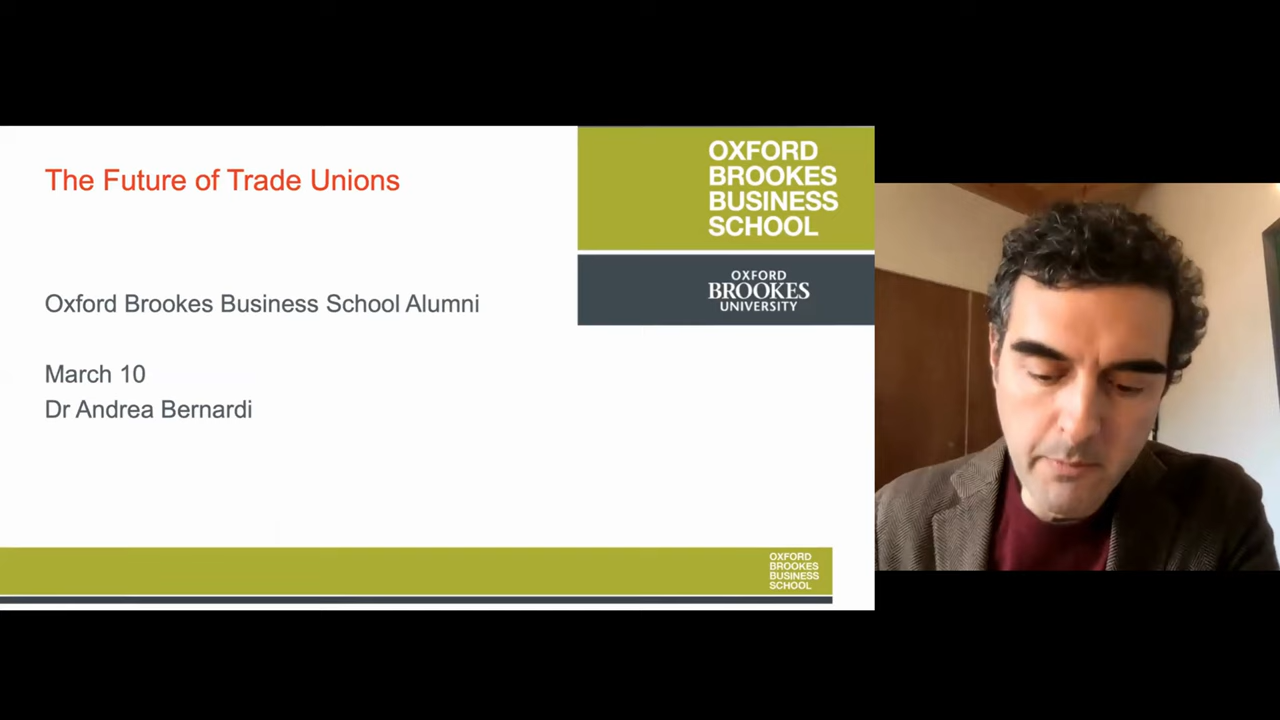 The Future of Trade Unions
OXFORD
BROOKES
BUSINESS
SCHOOL
OXFORD
BROOKES
UNIVERSITY
Oxford Brookes Business School Alumni
March 10
Dr Andrea Bernardi
OXFORD
BROOKES
BUSINESS
SCHOOL